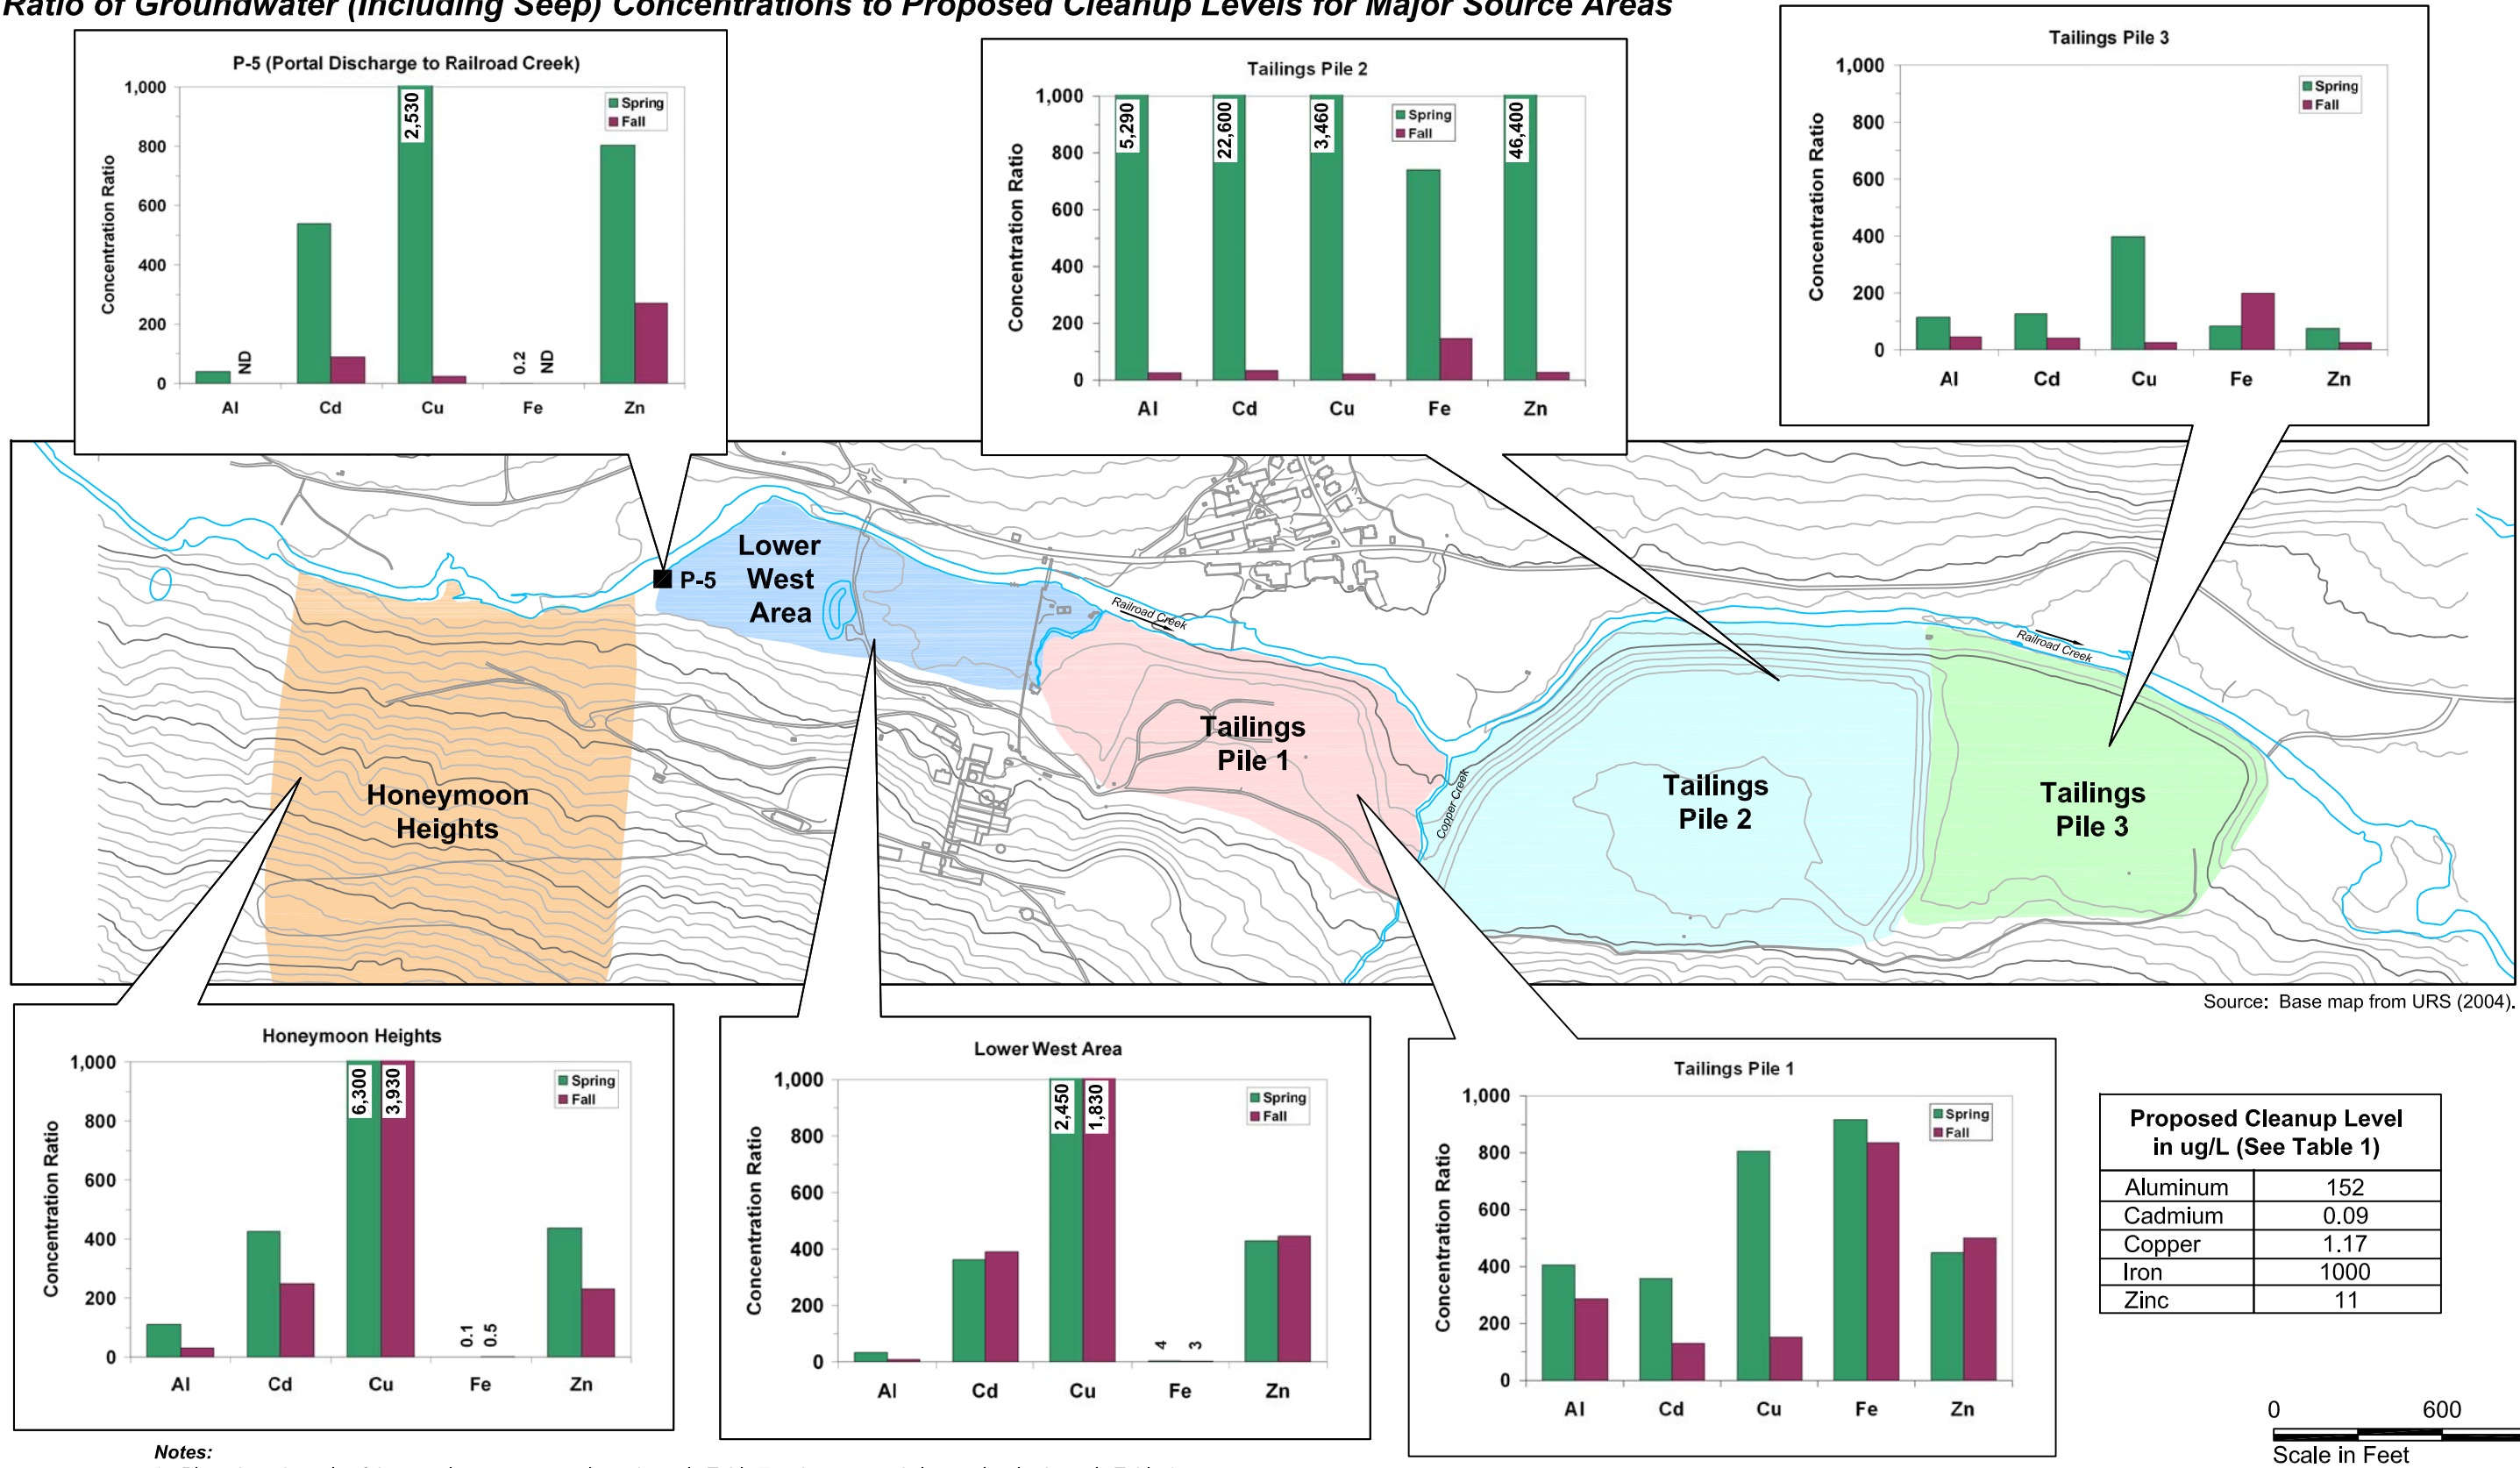 Ratio of Groundwater (Including Seep) Concentrations to Proposed Cleanup Levels for Major Source Areas
P-5 (Portal Discharge to Railroad Creek)
Concentration Ratio
1,000
800
600
400
200
0
2,530
ND
0.2
ND
Spring
Fall
Al Cd Cu Fe Zn
Tailings Pile 2
Concentration Ratio
1,000
800
600
400
200
0
5,290
22,600
3,460
46,400
Spring
Fall
Al Cd Cu Fe Zn
Tailings Pile 3
Concentration Ratio
1,000
800
600
400
200
0
Spring
Fall
Al Cd Cu Fe Zn
P-5
Lower
West
Area
Railroad Creek
Railroad Creek
Copper Creek
Honeymoon
Heights
Tailings
Pile 1
Tailings
Pile 2
Tailings
Pile 3
Source: Base map from URS (2004).
Honeymoon Heights
Concentration Ratio
1,000
800
600
400
200
0
6,300
3,930
0.1
0.5
Spring
Fall
Al Cd Cu Fe Zn
Lower West Area
Concentration Ratio
1,000
800
600
400
200
0
2,450
1,830
4
3
Spring
Fall
Al Cd Cu Fe Zn
Tailings Pile 1
Concentration Ratio
1,000
800
600
400
200
0
Spring
Fall
Al Cd Cu Fe Zn
Proposed Cleanup Level
in ug/L (See Table 1)
Aluminum 152
Cadmium 0.09
Copper 1.17
Iron 1000
Zinc 11
0 600
Scale in Feet
Notes: